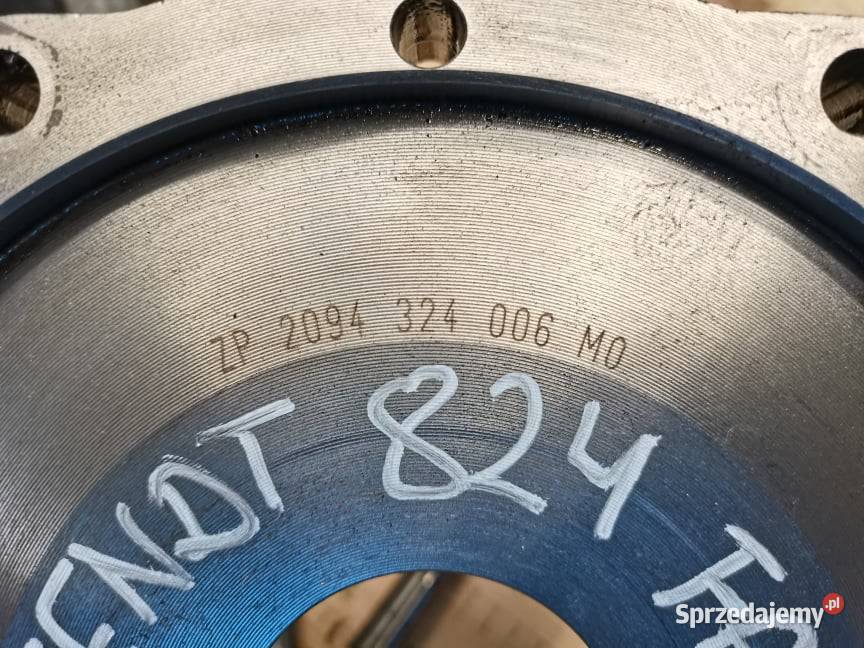 ZP 2094 324 006 M0
FENDT 824
Sprzedajemy.pl